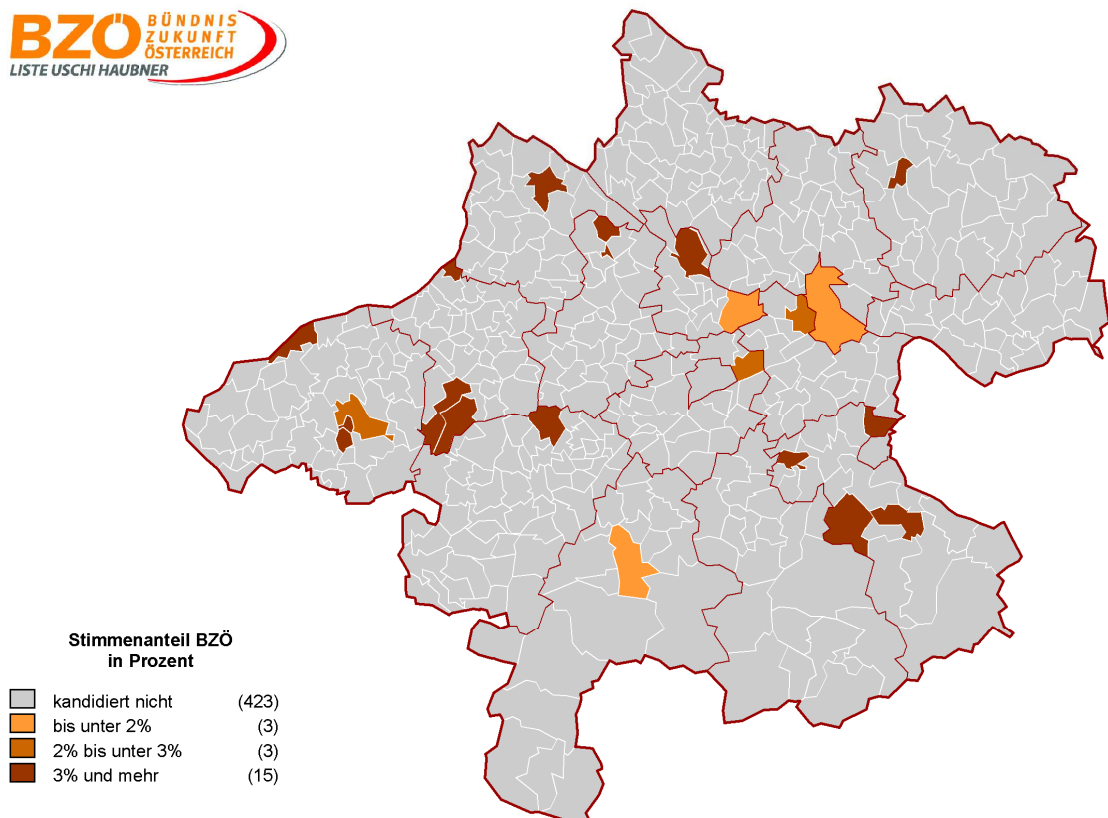 BZÖ BÜNDNIS
ZUKUNFT
ÖSTERREICH
LISTE USCHI HAUBNER
Stimmenanteil BZÖ
in Prozent
kandidiert nicht (423)
bis unter 2% (3)
2% bis unter 3% (3)
3% und mehr (15)